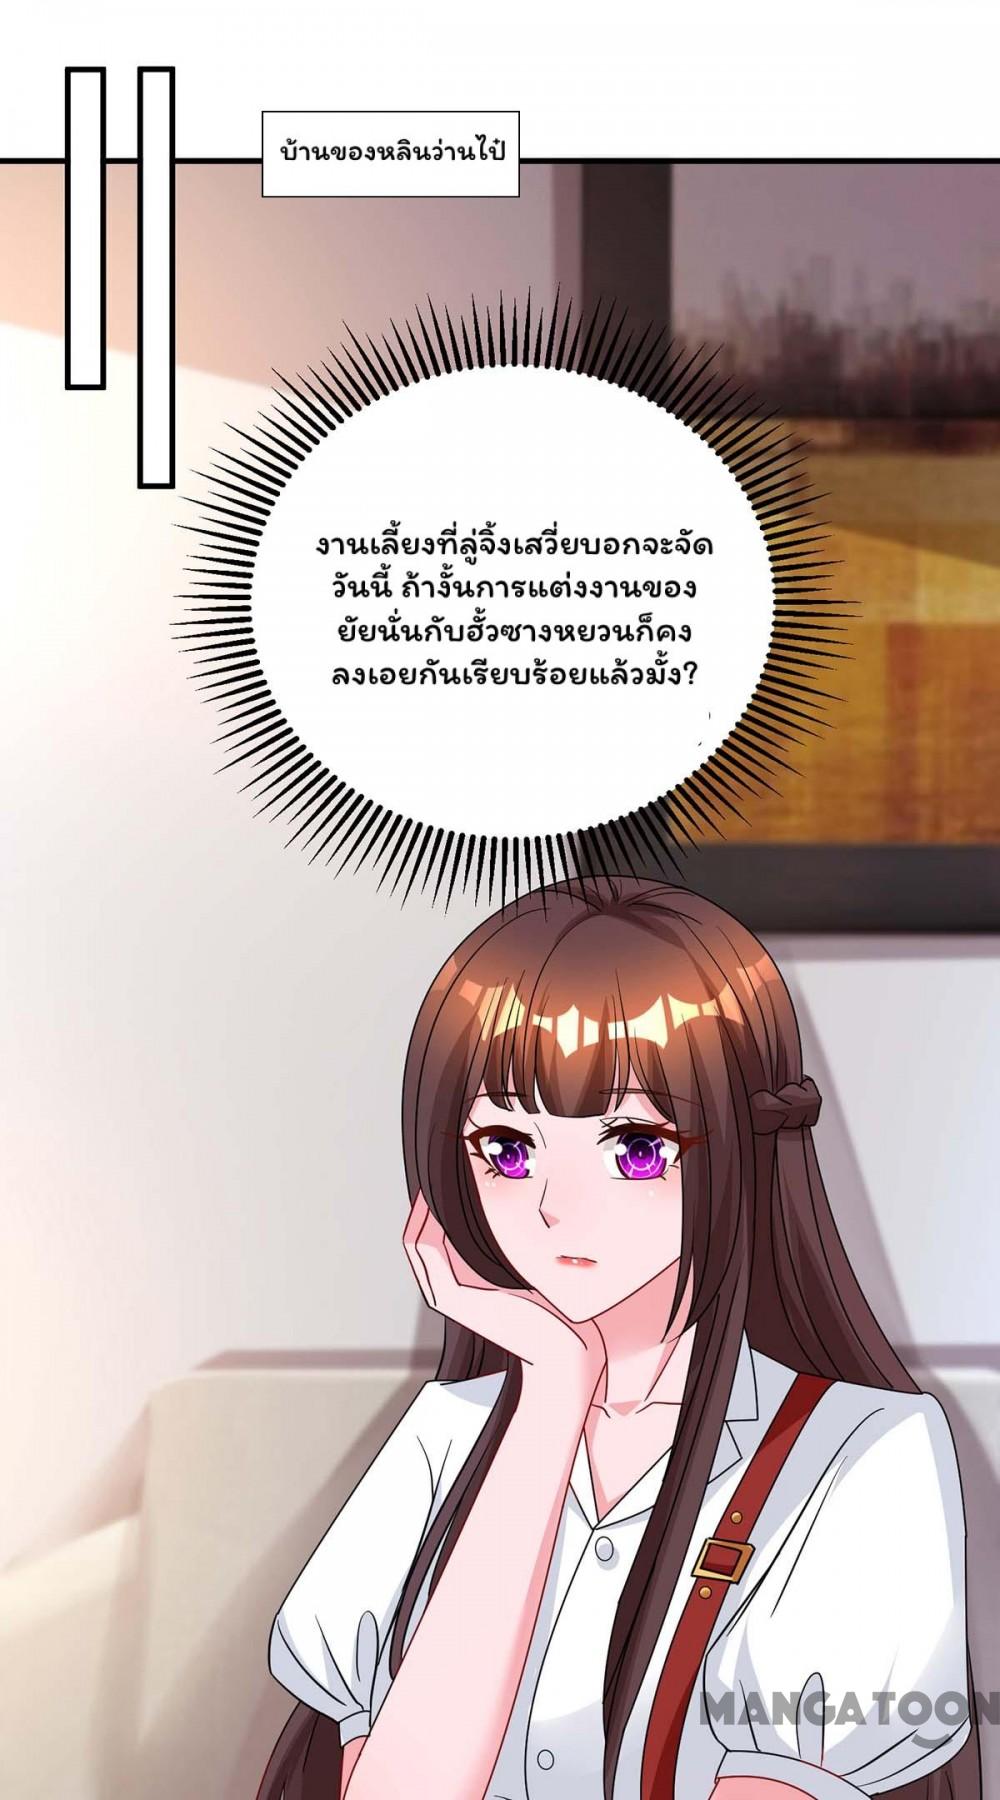 บ้านของหลินว่านไป๋
งานเลี้ยงที่ลู่จิ้งเสวี่ยบอกจะจัด
วันนี้ ถ้างั้นการแต่งงานของ
ยัยนั่นกับฮั้วซางหยวนก็คง
ลงเอยกันเรียบร้อยแล้วมั้ง?
MANGATOON